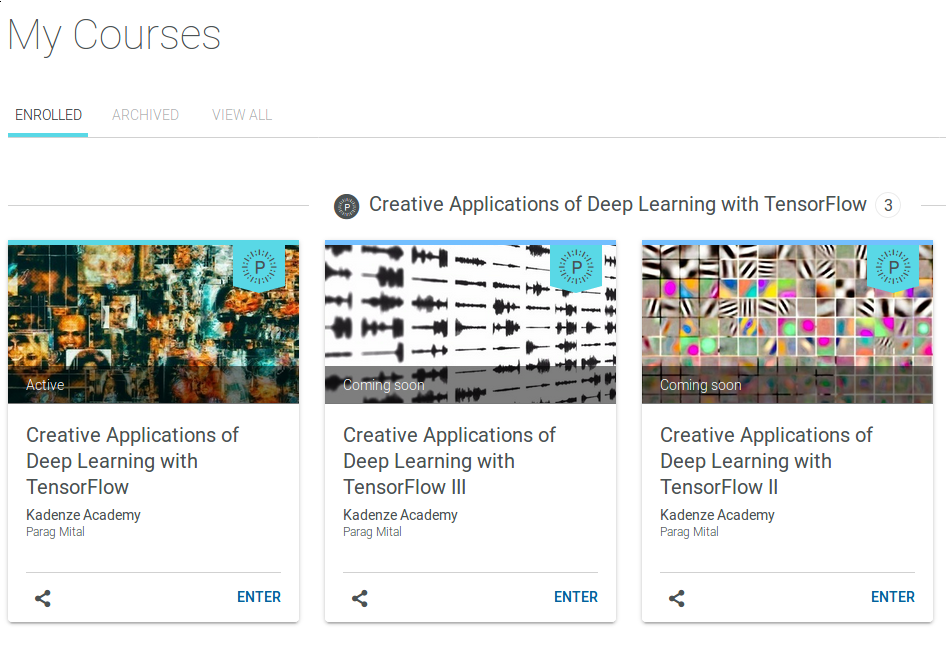 My Courses
ENROLLED ARCHIVED VIEW ALL
P Creative Applications of Deep Learning with TensorFlow 3
P
Active
Creative Applications of
Deep Learning with
TensorFlow
Kadenze Academy
Parag Mital
ENTER
P
Coming soon
Creative Applications of
Deep Learning with
TensorFlow III
Kadenze Academy
Parag Mital
ENTER
P
Coming soon
Creative Applications of
Deep Learning with
TensorFlow II
Kadenze Academy
Parag Mital
ENTER